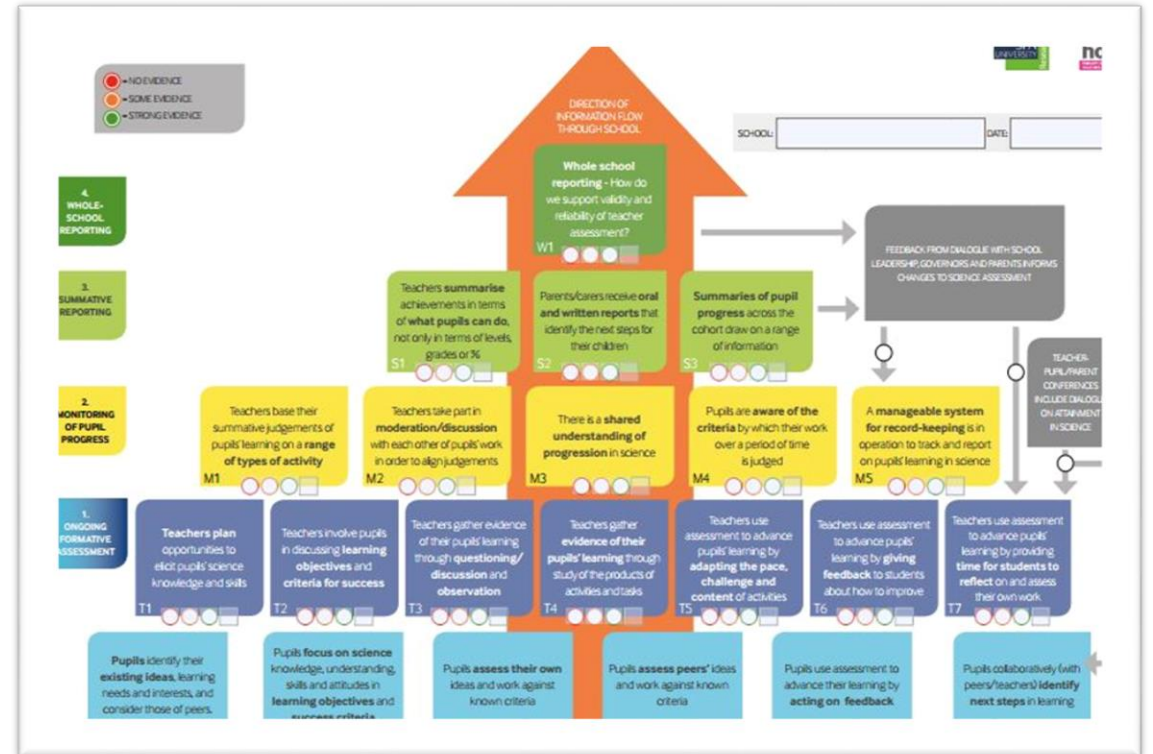 UNIVERSITY
= NO EVIDENCE
= SOME EVIDENCE
= STRONG EVIDENCE
DIRECTION OF
INFORMATION FLOW
THROUGH SCHOOL
SCHOOL:
DATE:
4.
WHOLE-
SCHOOL
REPORTING
Whole school
reporting - How do
we support validity and
reliability of teacher
assessment?
W1
FEEDBACK FROM DIALOGUE WITH SCHOOL
LEADERSHIP, GOVERNORS AND PARENTS INFORMS
CHANGES TO SCIENCE ASSESSMENT
3.
SUMMATIVE
REPORTING
Teachers summarise
achievements in terms
of what pupils can do,
not only in terms of levels,
grades or %
S1
Parents/carers receive oral
and written reports that
identify the next steps for
their children
S2
Summaries of pupil
progress across the
cohort draw on a range
of information
S3
TEACHER-
PUPIL/PARENT
CONFERENCES
INCLUDE DIALOGU
ON ATTAINMENT
IN SCIENCE
2.
MONITORING
OF PUPIL
PROGRESS
Teachers base their
summative judgements of
pupils' learning on a range
of types of activity
M1
Teachers take part in
moderation/discussion
with each other of pupils' work
in order to align judgements
M2
There is a shared
understanding of
progression in science
M3
Pupils are aware of the
criteria by which their work
over a period of time
is judged
M4
A manageable system
for record-keeping is in
operation to track and report
on pupils' learning in science
M5
1.
ONGOING
FORMATIVE
ASSESSMENT
Teachers plan
opportunities to
elicit pupils' science
knowledge and skills
T1
Teachers involve pupils
in discussing learning
objectives and
criteria for success
T2
Teachers gather evidence
of their pupils' learning
through questioning/
discussion and
observation
T3
Teachers gather
evidence of their
pupils' learning through
study of the products of
activities and tasks
T4
Teachers use
assessment to advance
pupils' learning by
adapting the pace,
challenge and
content of activities
T5
Teachers use assessment
to advance pupils'
learning by giving
feedback to students
about how to improve
T6
Teachers use assessment
to advance pupils'
learning by providing
time for students to
reflect on and assess
their own work
T7
Pupils identify their
existing ideas, learning
needs and interests, and
consider those of peers.
Pupils focus on science
knowledge, understanding,
skills and attitudes in
learning objectives and
success criteria
Pupils assess their own
ideas and work against
known criteria
Pupils assess peers' ideas
and work against known
criteria
Pupils use assessment to
advance their learning by
acting on feedback
Pupils collaboratively (with
peers/teachers) identify
next steps in learning